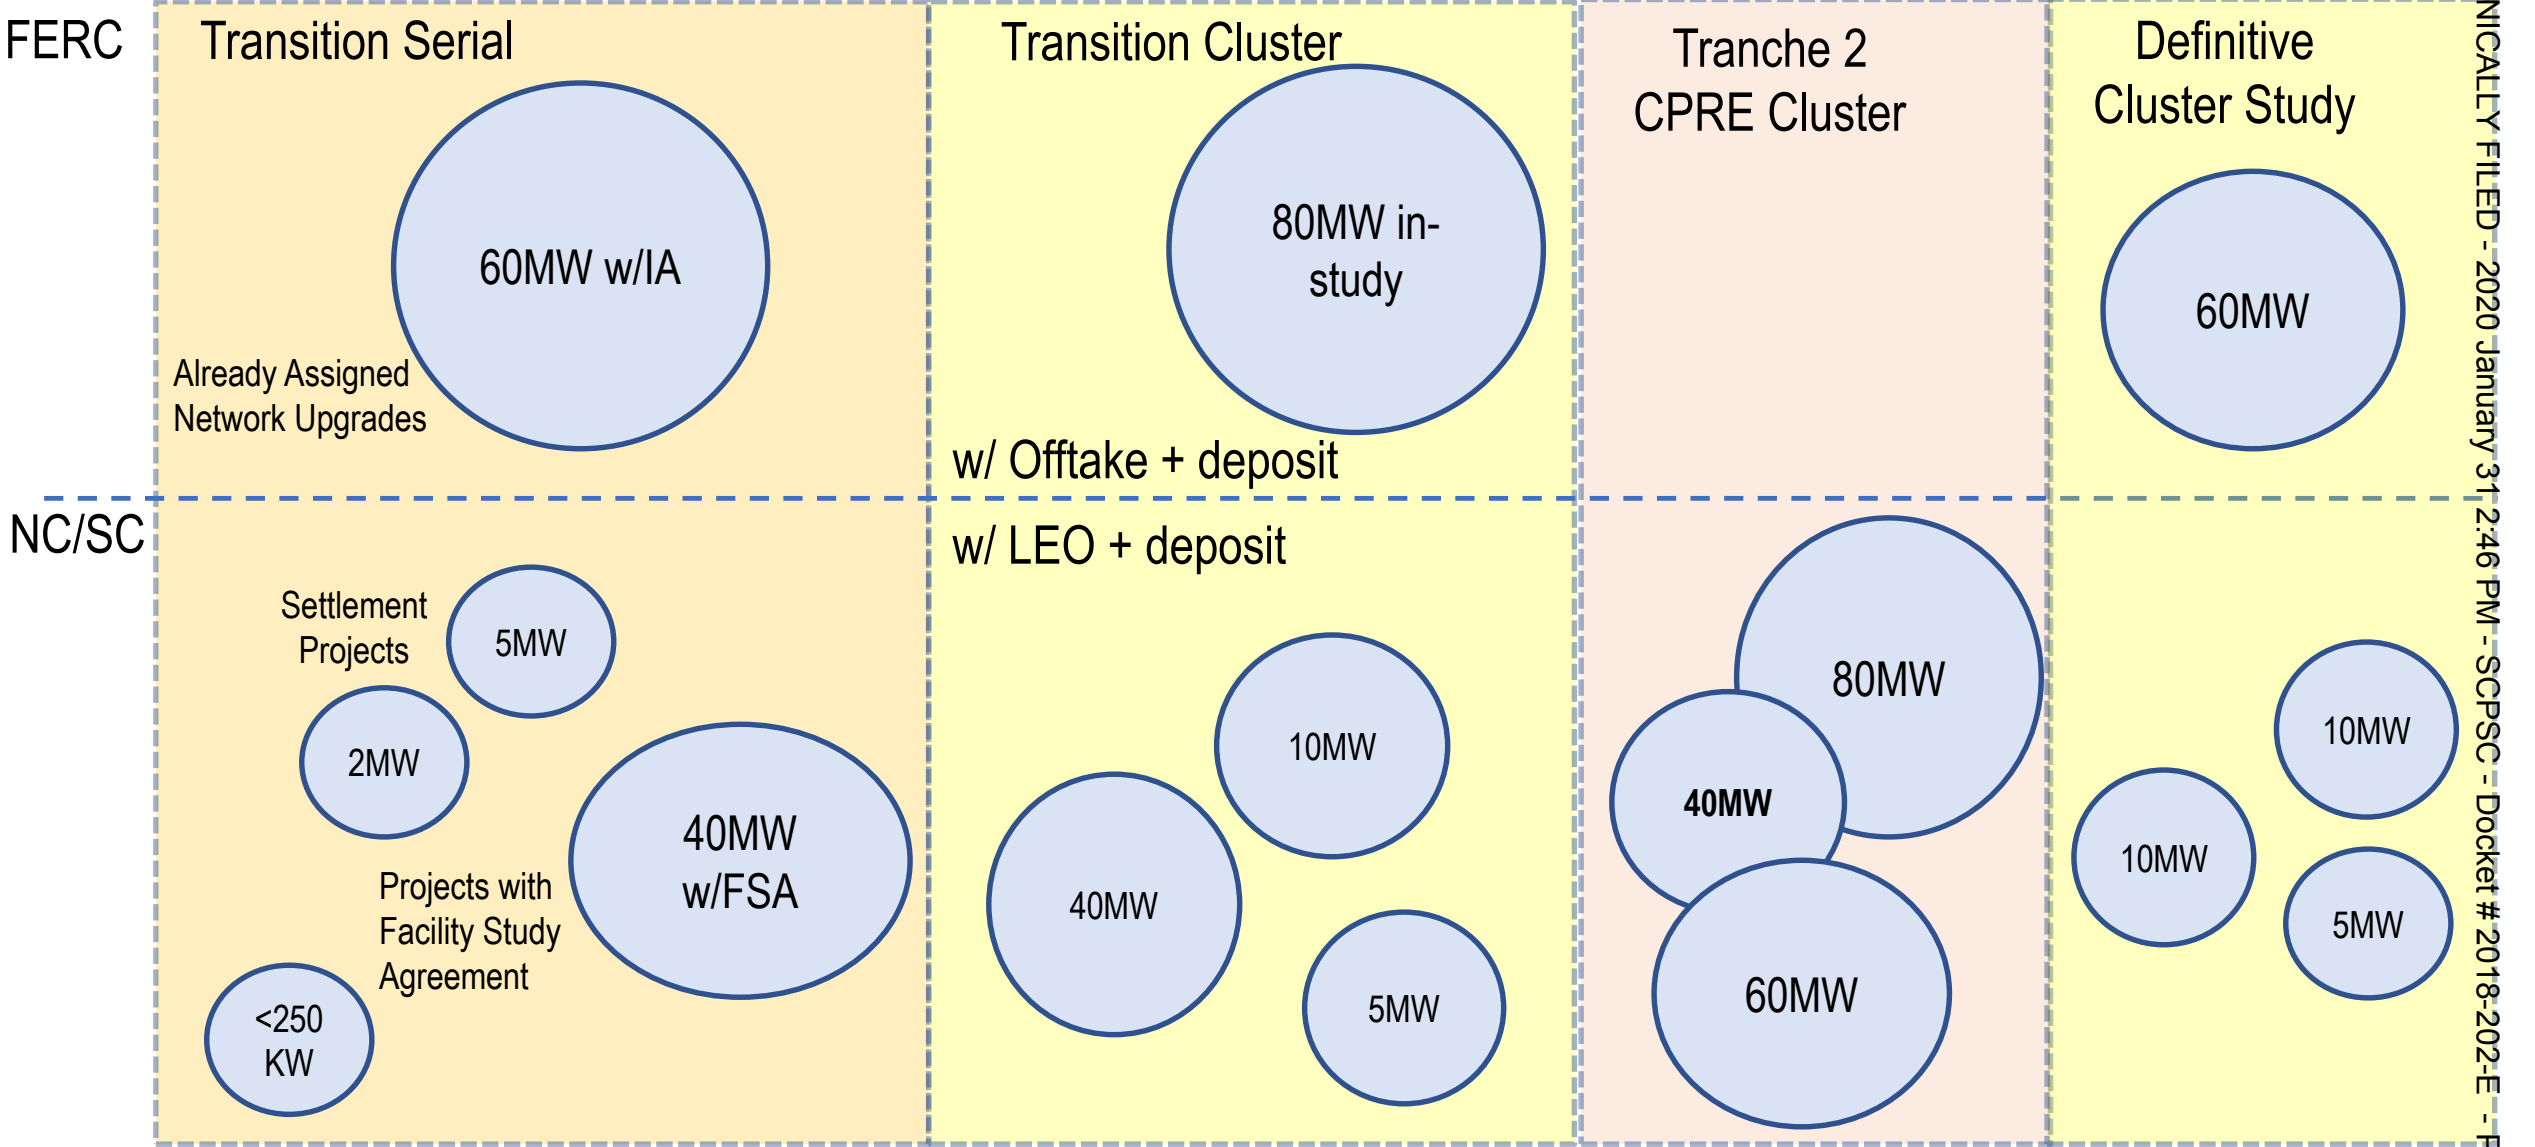 FERC
Transition Serial
60MW w/IA
Already Assigned
Network Upgrades
Transition Cluster
80MW in-
study
w/ Offtake + deposit
Tranche 2
CPRE Cluster
Definitive
Cluster Study
60MW
NC/SC
Settlement
Projects
5MW
2MW
40MW
w/FSA
Projects with
Facility Study
Agreement
<250
KW
w/ LEO + deposit
10MW
40MW
5MW
80MW
40MW
60MW
10MW
10MW
5MW
NICALLY FILED - 2020 January 31 2:46 PM - SCPSC - Docket # 2018-202-E -